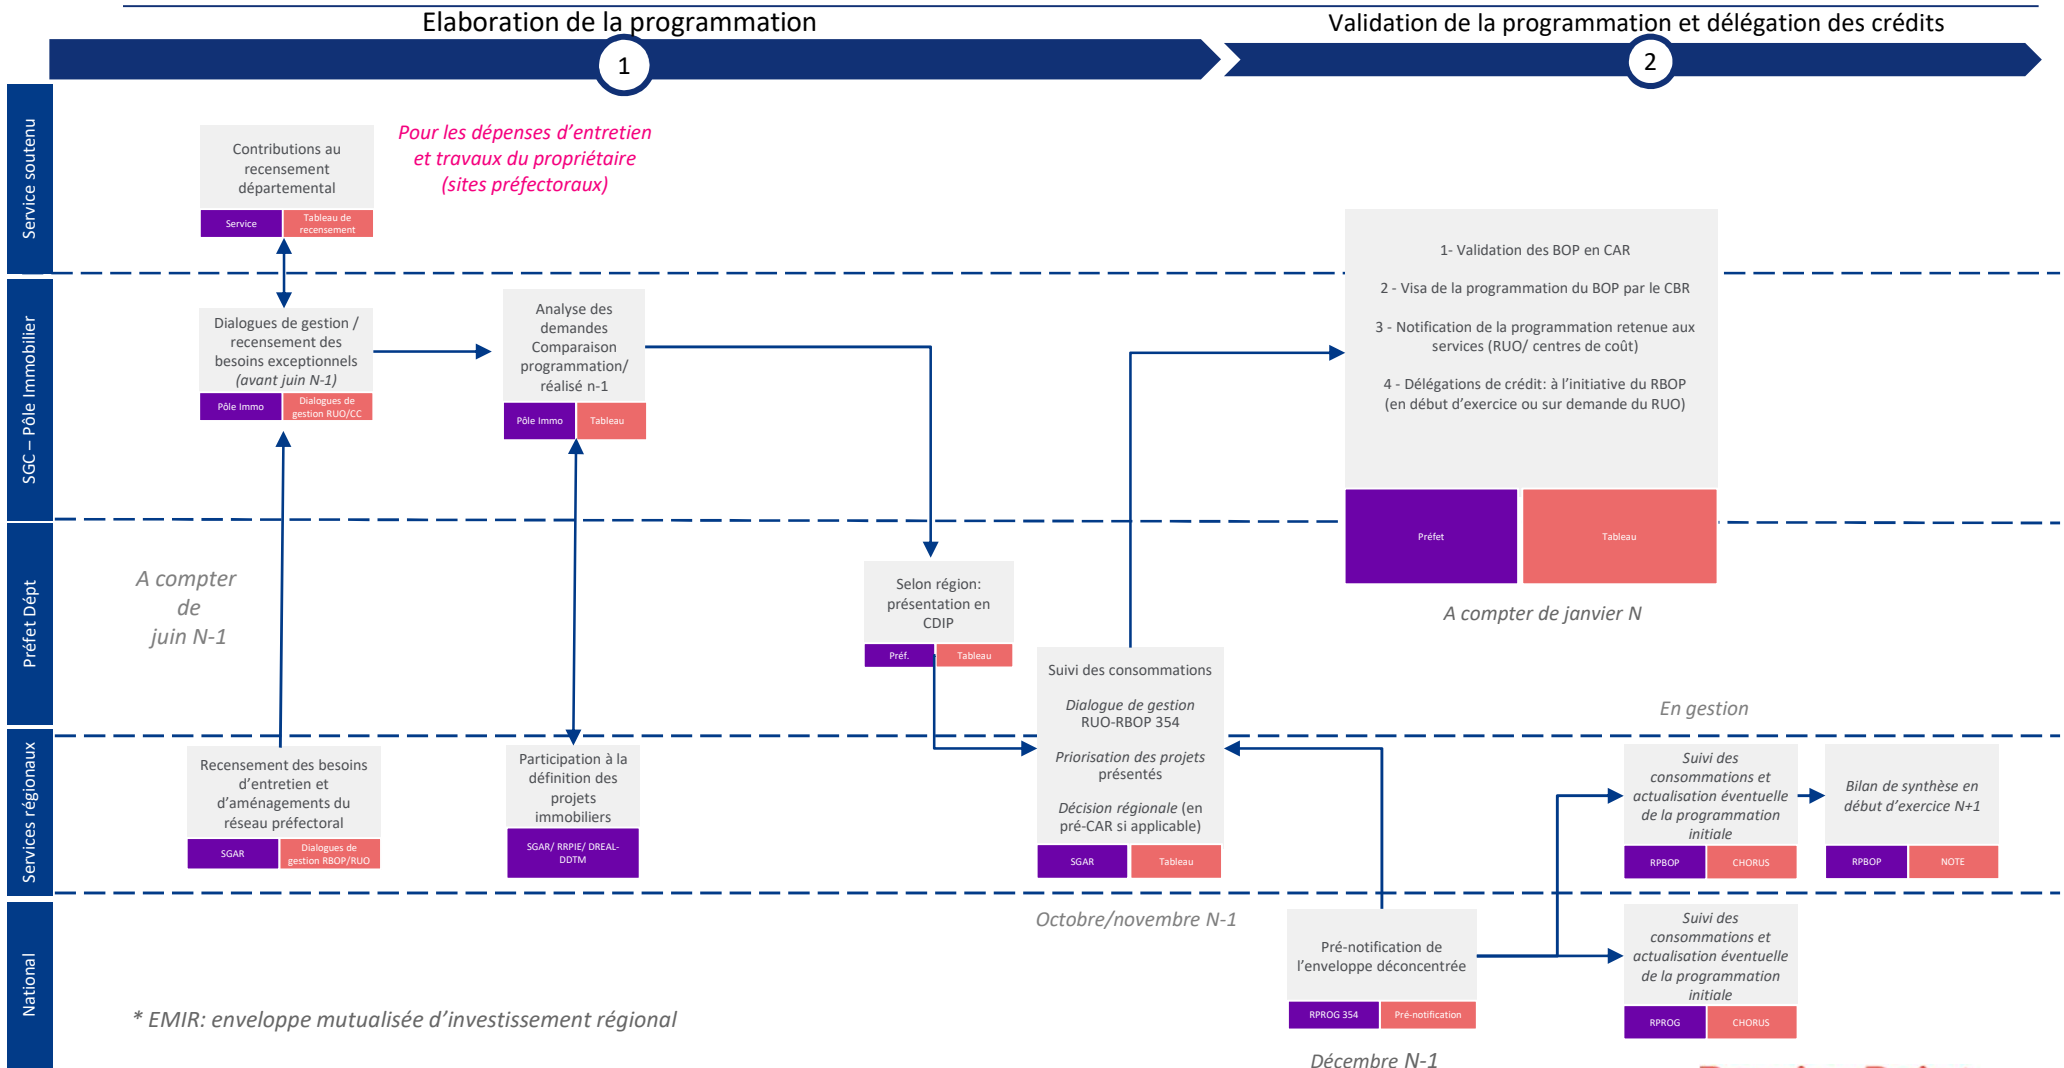 Elaboration de la programmation
Validation de la programmation et délégation des crédits
1
2
Service soutenu
Contributions au
recensement
départemental
Service
Tableau de
recensement
Pour les dépenses d'entretien
et travaux du propriétaire
(sites préfectoraux)
SGC – Pôle Immobilier
Dialogues de gestion /
recensement des
besoins exceptionnels
(avant juin N-1)
Pôle Immo
Dialogues de
gestion RUO/CC
Analyse des
demandes
Comparaison
programmation/
réalisé n-1
Pôle Immo
Tableau
1- Validation des BOP en CAR
2 - Visa de la programmation du BOP par le CBR
3 - Notification de la programmation retenue aux
services (RUO/ centres de coût)
4 - Délégations de crédit: à l'initiative du RBOP
(en début d'exercice ou sur demande du RUO)
Préfet
Tableau
A compter de janvier N
Préfet Dépt
A compter
de
juin N-1
Selon région:
présentation en
CDIP
Préf.
Tableau
Suivi des consommations
Dialogue de gestion
RUO-RBOP 354
Priorisation des projets
présentés
Décision régionale (en
pré-CAR si applicable)
SGAR
Tableau
Octobre/novembre N-1
En gestion
Services régionaux
Recensement des besoins
d'entretien et
d'aménagements du
réseau préfectoral
SGAR
Dialogues de
gestion RBOP/RUO
Participation à la
définition des
projets
immobiliers
SGAR/ RRPIE/ DREAL-
DDTM
Suivi des
consommations et
actualisation éventuelle
de la programmation
initiale
RPBOP
CHORUS
Bilan de synthèse en
début d'exercice N+1
RPBOP
NOTE
National
Pré-notification de
l'enveloppe déconcentrée
RPROG 354
Pré-notification
Décembre N-1
Suivi des
consommations et
actualisation éventuelle
de la programmation
initiale
RPROG
CHORUS
* EMIR: enveloppe mutualisée d'investissement régional